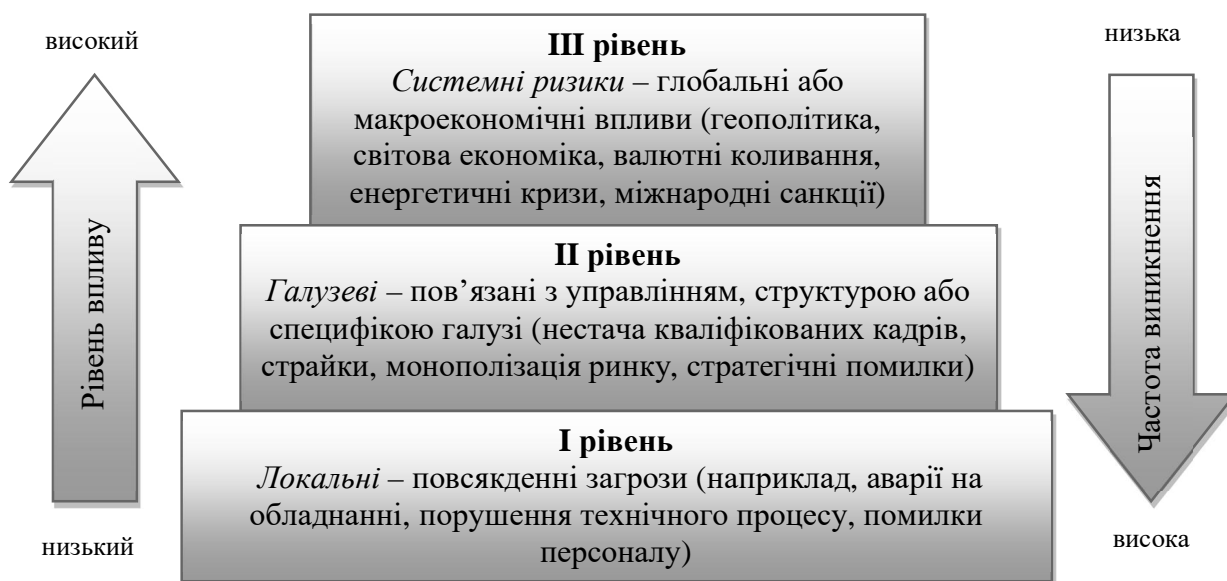 високий
низька
III рівень
Системні ризики – глобальні або
макроекономічні впливи (геополітика,
світова економіка, валютні коливання,
енергетичні кризи, міжнародні санкції)
II рівень
Галузеві – пов’язані з управлінням, структурою або
специфікою галузі (нестача кваліфікованих кадрів,
страйки, монополізація ринку, стратегічні помилки)
I рівень
Локальні – повсякденні загрози (наприклад, аварії на
обладнанні, порушення технічного процесу, помилки
персоналу)
Рівень впливу
Частота виникнення
низький
висока